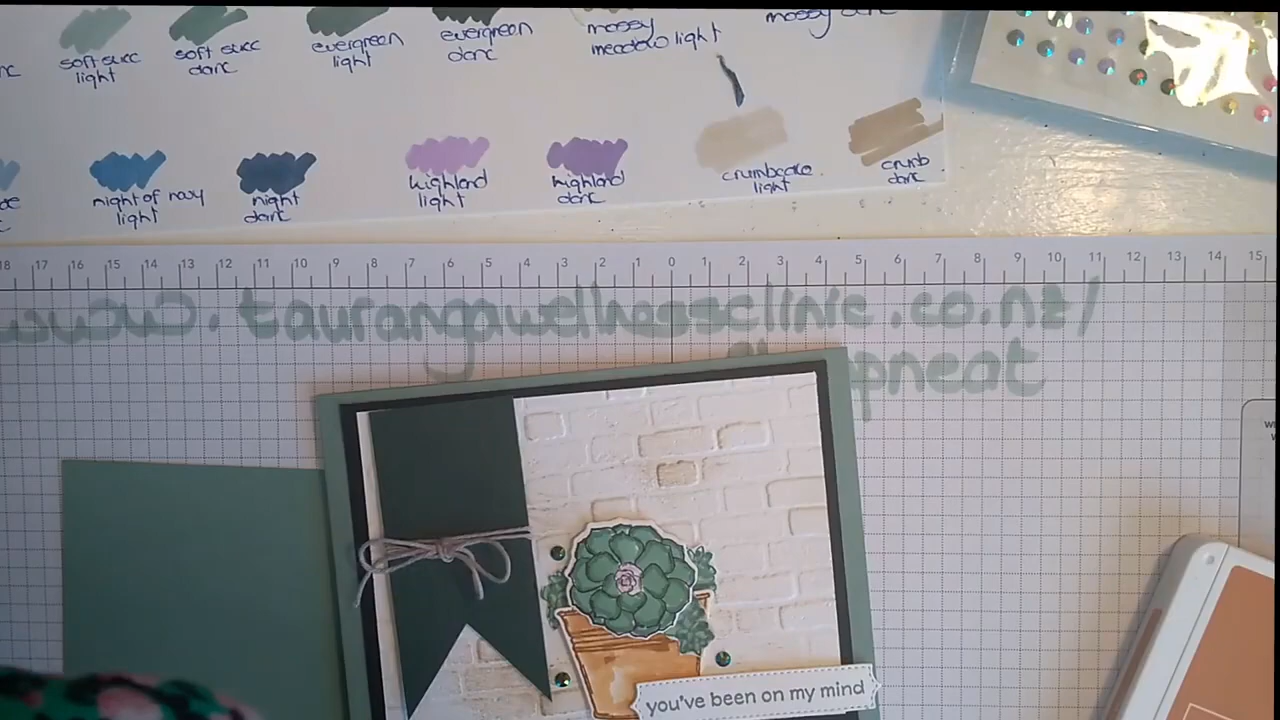 soft succ light
soft succ dark
evergreen light
evergreen dark
mossy meadow light
mossy dark
night of navy light
night dark
highland light
highland dark
crumbcake light
crumb dark
18 17 16 15 14 13 12 11 10 9 8 7 6 5 4 3 2 1 0 1 2 3 4 5 6 7 8 9 10 11 12 13 14 15
www.taurangawellnessclinic.co.nz/
you've been on my mind